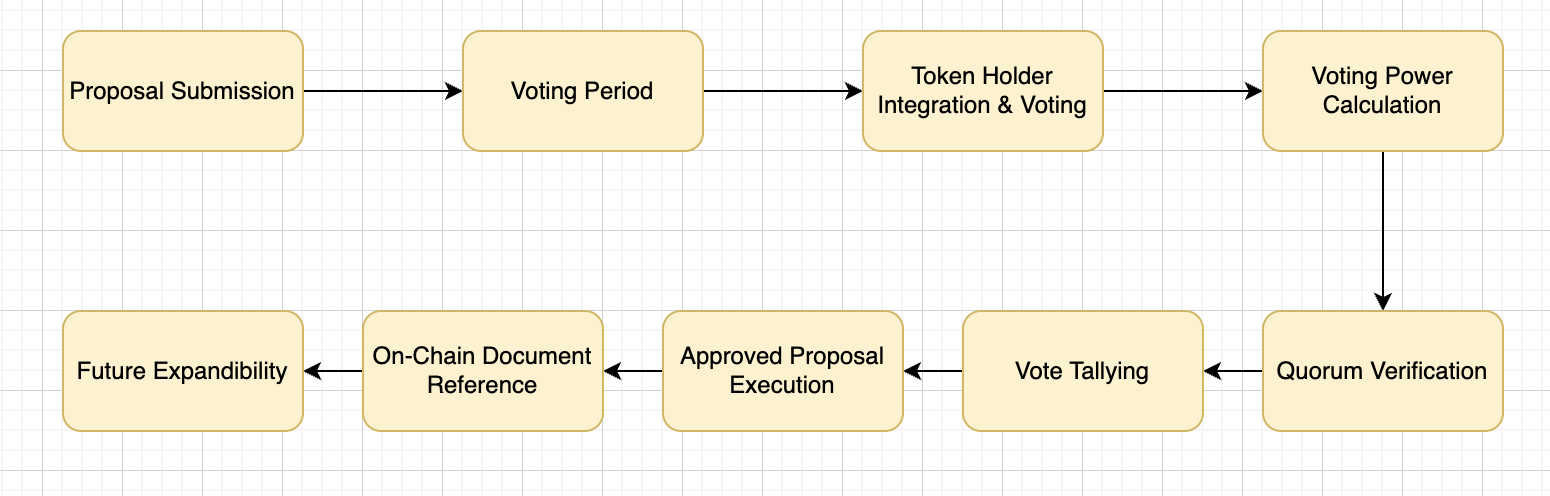 Proposal Submission
Voting Period
Token Holder
Integration & Voting
Voting Power
Calculation
Quorum Verification
Vote Tallying
Approved Proposal
Execution
On-Chain Document
Reference
Future Expandibility